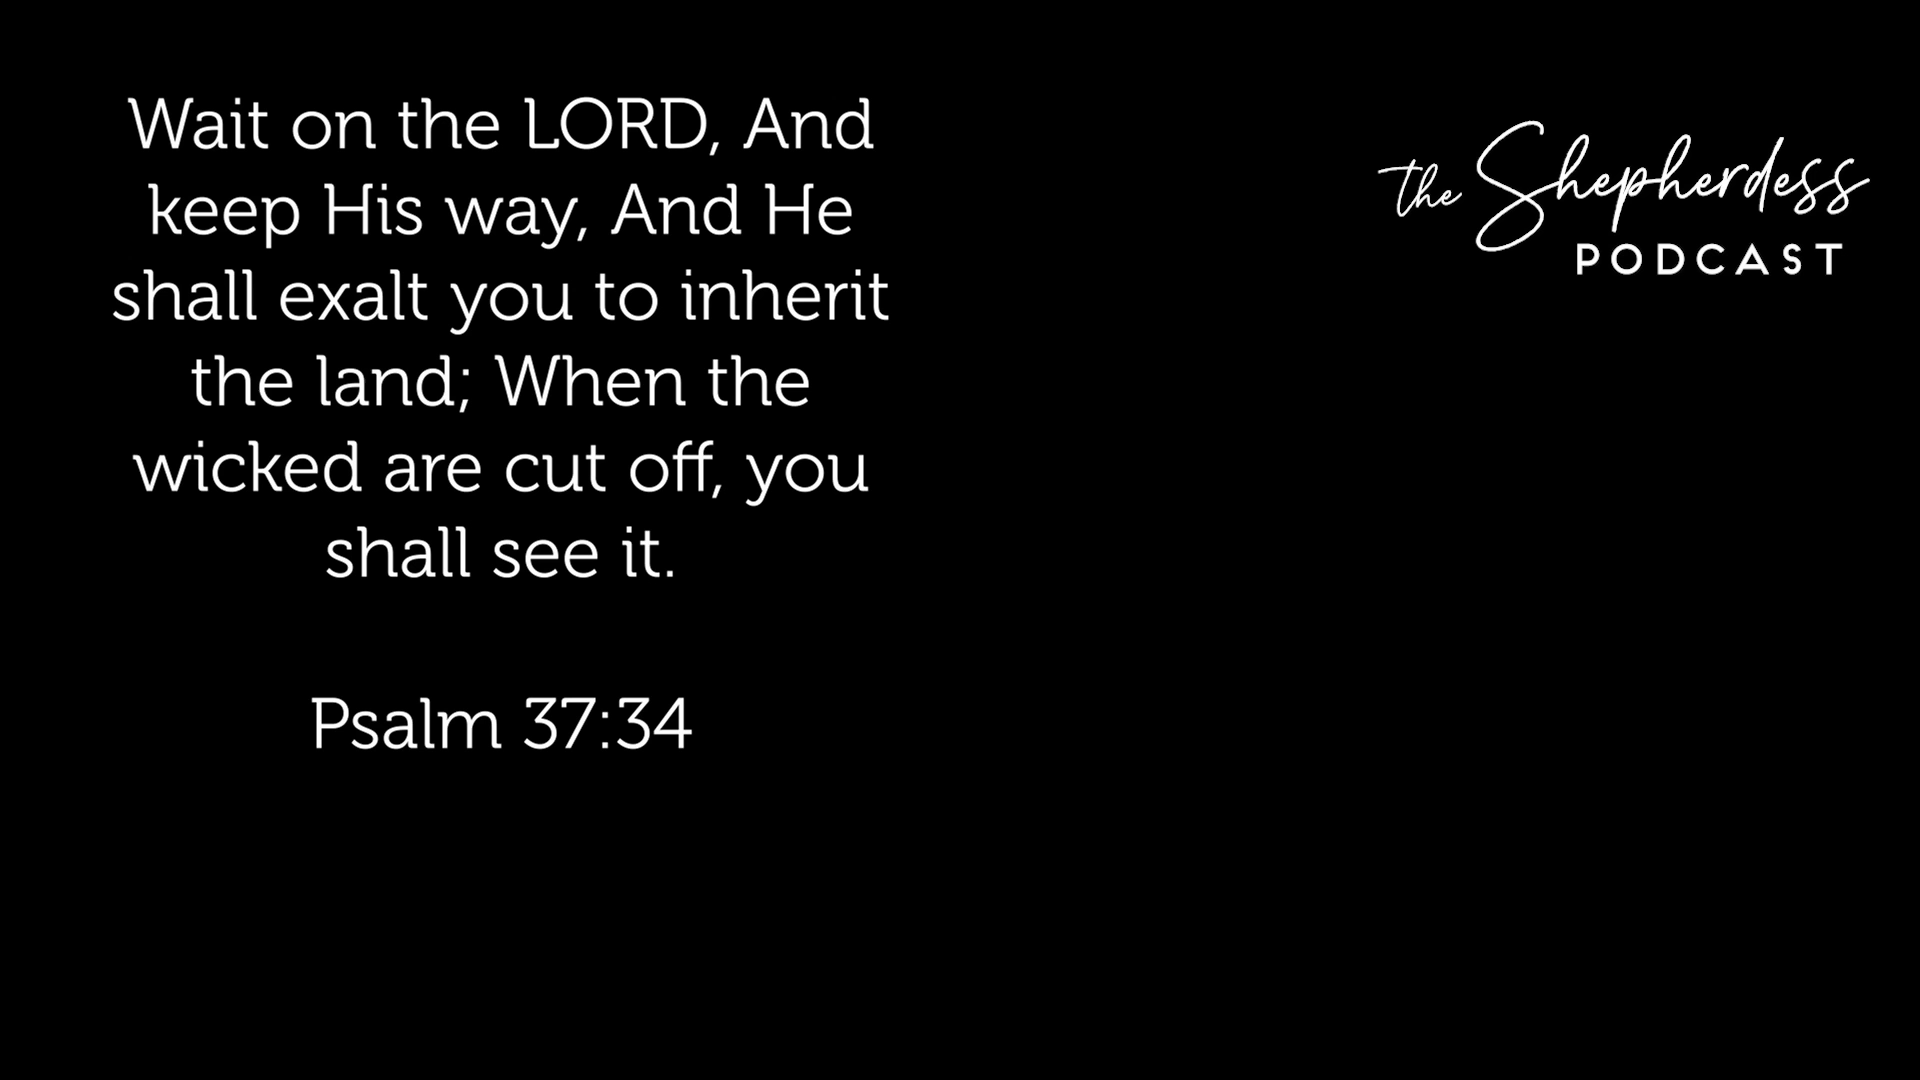 Wait on the LORD, And
keep His way, And He
shall exalt you to inherit
the land; When the
wicked are cut off, you
shall see it.
Psalm 37:34
the Shepherdess
PODCAST